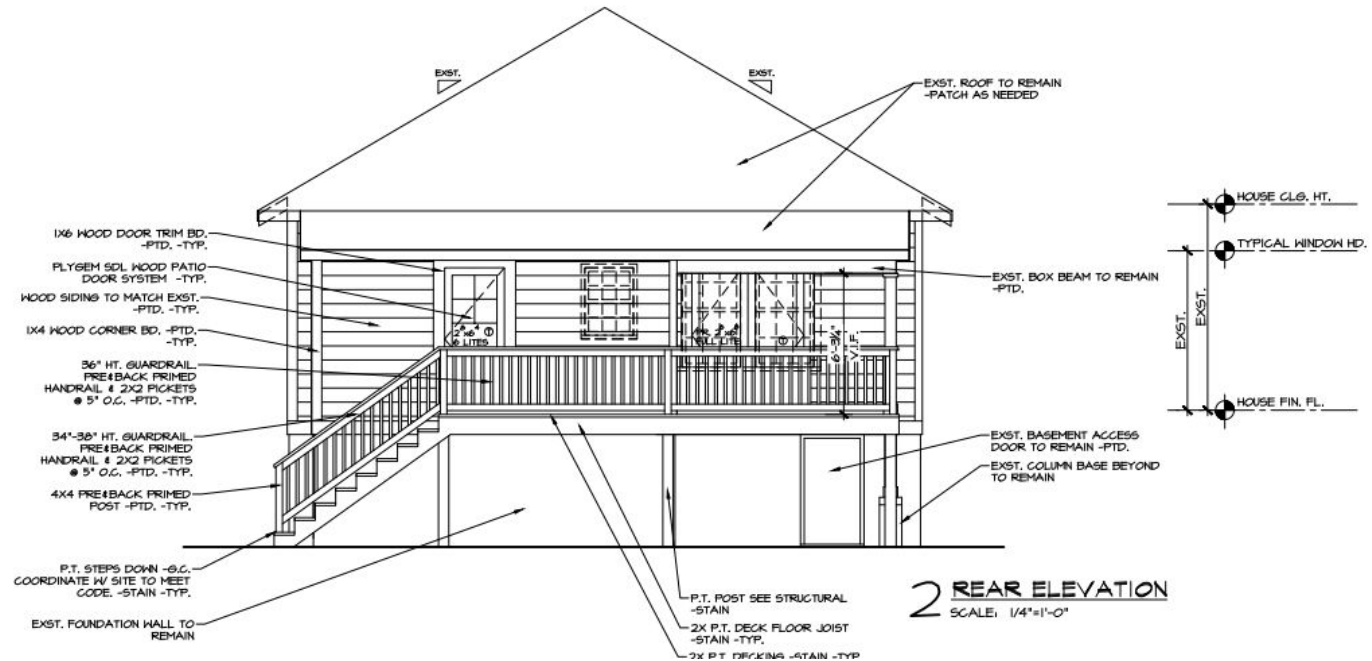 EXST.
EXST.
EXST. ROOF TO REMAIN
-PATCH AS NEEDED
HOUSE CLG. HT.
TYPICAL WINDOW HD.
HOUSE FIN. FL.
EXST.
EXST.
1X6 WOOD DOOR TRIM BD.
-PTD. -TYP.
PLYGEM SDL WOOD PATIO
DOOR SYSTEM -TYP.
WOOD SIDING TO MATCH EXST.
-PTD. -TYP.
1X4 WOOD CORNER BD. -PTD.
-TYP.
36" HT. GUARDRAIL.
PRE&BACK PRIMED
HANDRAIL & 2X2 PICKETS
@ 5" O.C. -PTD. -TYP.
34"-38" HT. GUARDRAIL.
PRE&BACK PRIMED
HANDRAIL & 2X2 PICKETS
@ 5" O.C. -PTD. -TYP.
4X4 PRE&BACK PRIMED
POST -PTD. -TYP.
P.T. STEPS DOWN -G.C.
COORDINATE W/ SITE TO MEET
CODE. -STAIN -TYP.
EXST. FOUNDATION WALL TO
REMAIN
6 LITES
FULL LITE
6'-3/4"
V.I.F.
EXST. BOX BEAM TO REMAIN
-PTD.
EXST. BASEMENT ACCESS
DOOR TO REMAIN -PTD.
EXST. COLUMN BASE BEYOND
TO REMAIN
P.T. POST SEE STRUCTURAL
-STAIN
2X P.T. DECK FLOOR JOIST
-STAIN -TYP.
2X P.T. DECKING -STAIN -TYP
2 REAR ELEVATION
SCALE: 1/4"=1'-0"